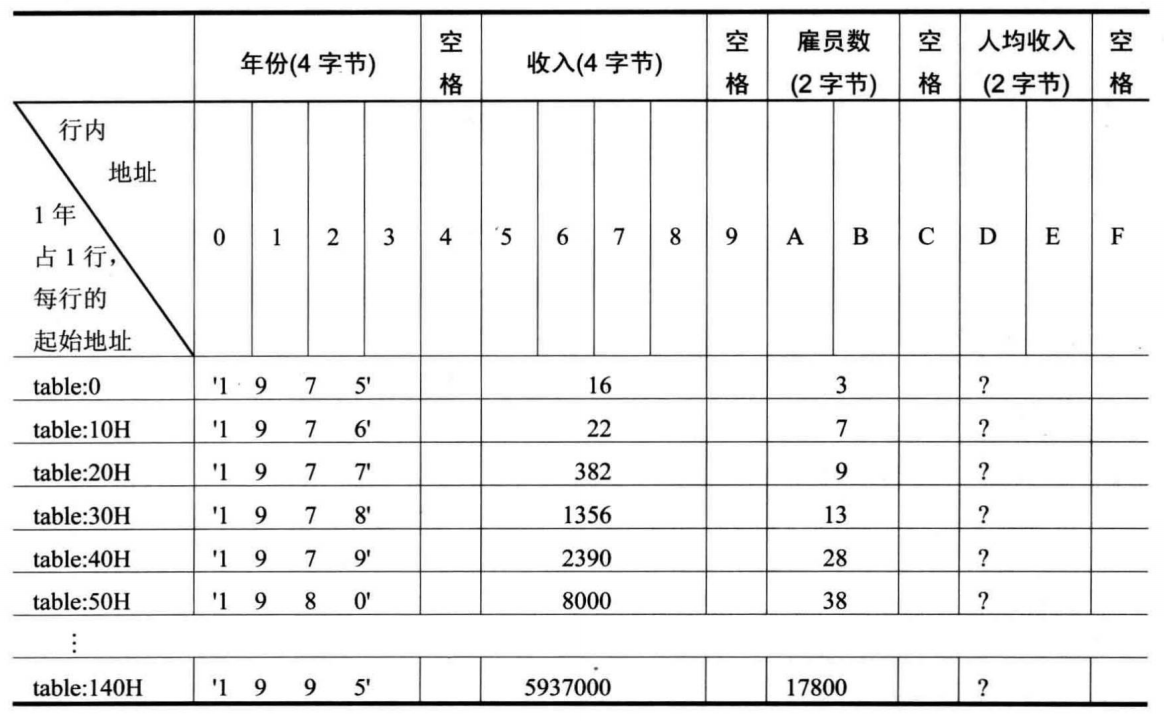 年份(4 字节) 空格 收入(4 字节) 空格 雇员数(2 字节) 空格 人均收入(2 字节) 空格
行内
地址
1 年
占 1 行，
每行的
起始地址
0 1 2 3 4 5 6 7 8 9 A B C D E F
table:0 '1 9 7 5' 16 3 ?
table:10H '1 9 7 6' 22 7 ?
table:20H '1 9 7 7' 382 9 ?
table:30H '1 9 7 8' 1356 13 ?
table:40H '1 9 7 9' 2390 28 ?
table:50H '1 9 8 0' 8000 38 ?
⋮
table:140H '1 9 9 5' 5937000 17800 ?